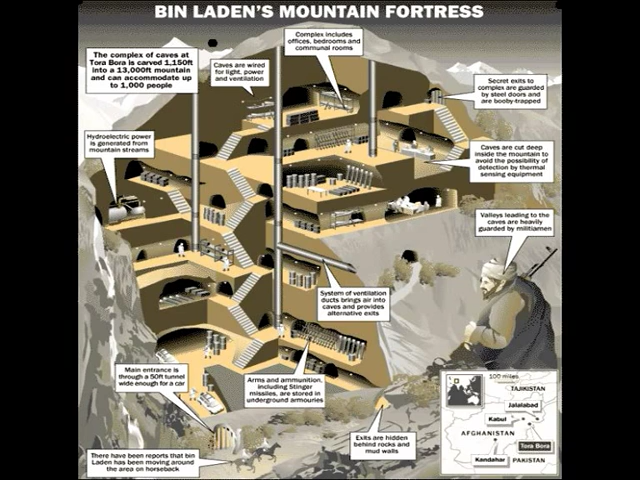 BIN LADEN'S MOUNTAIN FORTRESS
The complex of caves at
Tora Bora is carved 1,150ft
into a 13,000ft mountain
and can accommodate up
to 1,000 people
Caves are wired
for light, power
and ventilation
Complex includes
offices, bedrooms and
communal rooms
Secret exits to
complex are guarded
by steel doors and
are booby-trapped
Hydroelectric power
is generated from
mountain streams
Caves are cut deep
inside the mountain to
avoid the possibility of
detection by thermal
sensing equipment
Valleys leading to the
caves are heavily
guarded by militiamen
System of ventilation
ducts brings air into
caves and provides
alternative exits
Main entrance is
through a 50ft tunnel
wide enough for a car
Arms and ammunition,
including Stinger
missiles, are stored in
underground armouries
Exits are hidden
behind rocks and
mud walls
There have been reports that bin
Laden has been moving around
the area on horseback
100 miles
TAJIKISTAN
Jalalabad
Kabul
AFGHANISTAN
Tora Bora
Kandahar
PAKISTAN